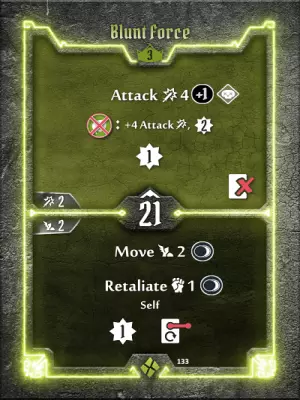 Blunt Force
3
Attack 4 +1
: +4 Attack , 2
1
2
21
2
Move 2
Retaliate 1
Self
1
133